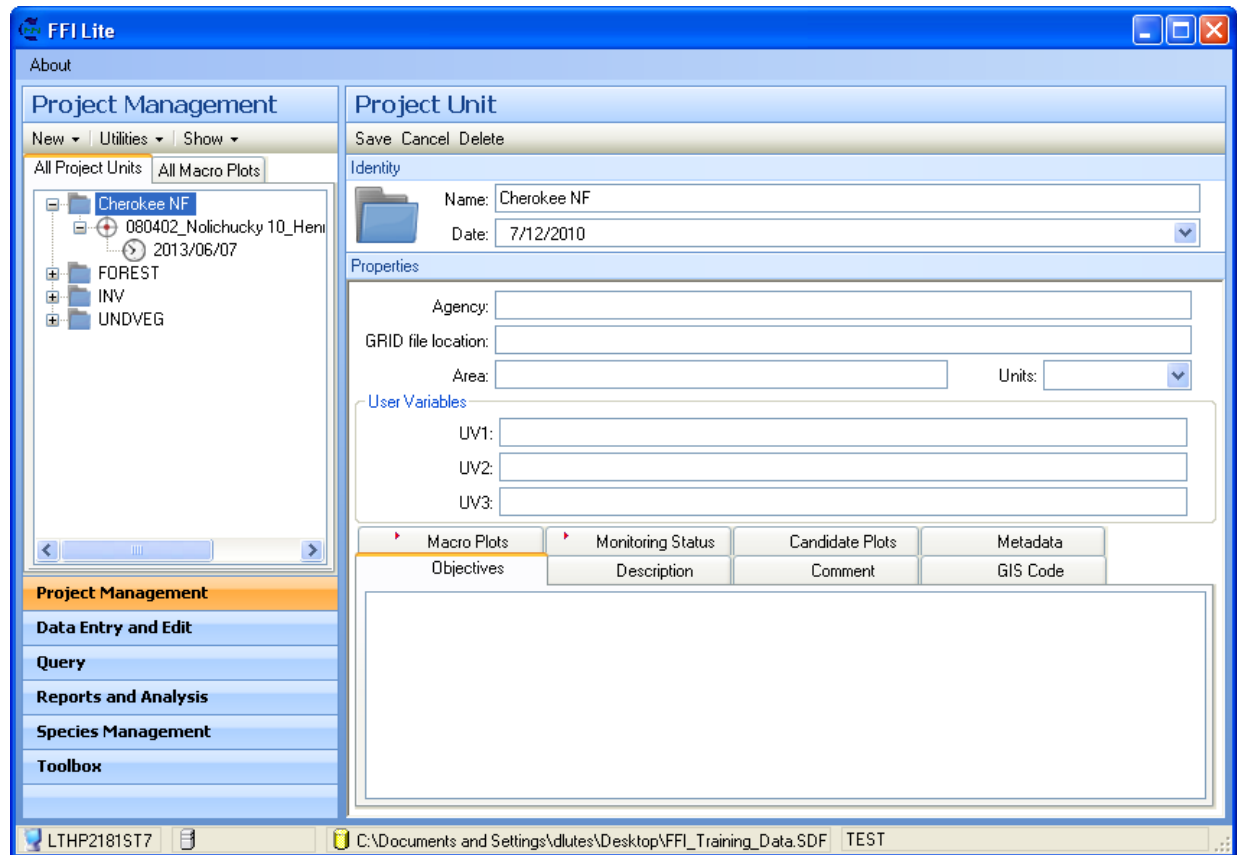 FFI Lite
About
Project Management
New Utilities Show
All Project Units All Macro Plots
Cherokee NF
080402_Nolichucky 10_Henr
2013/06/07
FOREST
INV
UNDVEG
Project Management
Data Entry and Edit
Query
Reports and Analysis
Species Management
Toolbox
Project Unit
Save Cancel Delete
Identity
Name: Cherokee NF
Date: 7/12/2010
Properties
Agency:
GRID file location:
Area: Units:
User Variables
UV1:
UV2:
UV3:
Macro Plots Monitoring Status Candidate Plots Metadata
Objectives Description Comment GIS Code
LTHP2181ST7 C:\Documents and Settings\dlutes\Desktop\FFI_Training_Data.SDF TEST